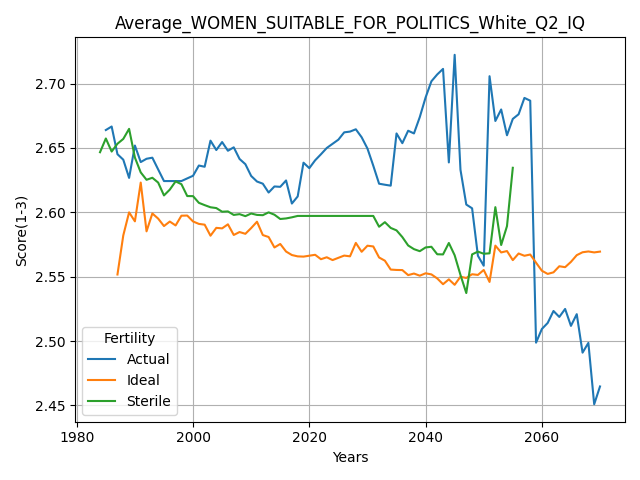 Average_WOMEN_SUITABLE_FOR_POLITICS_White_Q2_IQ
Score(1-3)
2.70
2.65
2.60
2.55
2.50
2.45
Fertility
Actual
Ideal
Sterile
1980 2000 2020 2040 2060
Years